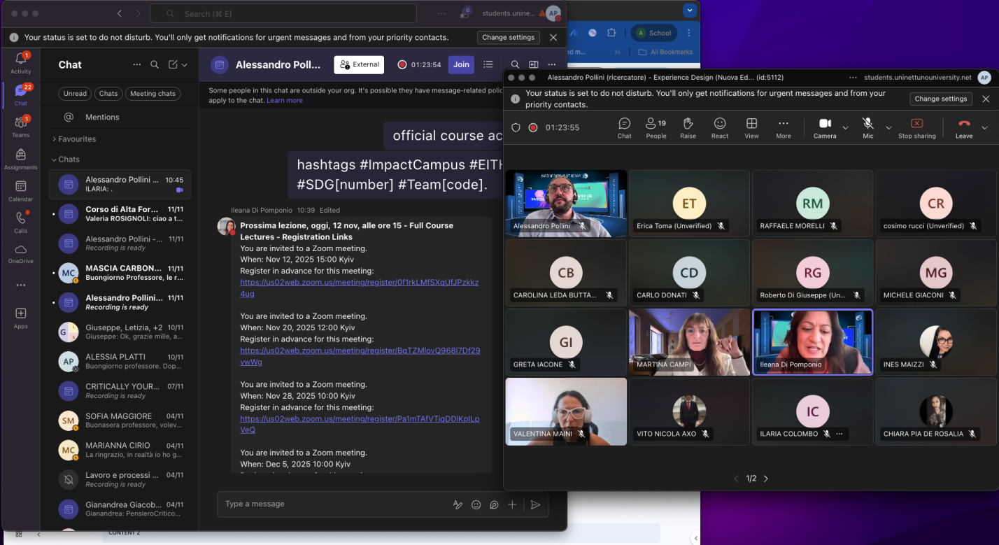 Search (⌘ E)
6
students.unine...
AP
Your status is set to do not disturb. You'll only get notifications for urgent messages and from your priority contacts.
Change settings
1
Activity
22
Chat
1
Teams
Assignments
Calendar
Calls
OneDrive
Apps
Chat
Unread
Chats
Meeting chats
@ Mentions
Favourites
Chats
Alessandro Pollini ... 10:45
ILARIA: .
Corso di Alta For... 11/11
Valeria ROSIGNOLI: ciao a t...
Alessandro Pollini -... 11/11
Recording is ready
MC
MASCIA CARBON... 11/11
Buongiorno Professore, le r...
Alessandro Pollini... 11/11
Recording is ready
G
Giuseppe, Letizia, +2 10/11
Giuseppe: Ok, grazie mille, a...
AP
ALESSIA PLATTI 10/11
Buongiorno professore. Dop...
CRITICALLY YOUR... 07/11
Recording is ready
SM
SOFIA MAGGIORE 04/11
Buonasera professore, volev...
MC
MARIANNA CIRIO 04/11
La ringrazio, in realtà io ho g...
Lavoro e processi ... 04/11
Recording is ready
Gianandrea Giacob... 04/11
Gianandrea: PensieroCritico...
Alessandro Poll...
External
01:23:54
Join
Some people in this chat are outside your org. It's possible they have message-related polic
apply to the chat. Learn more
official course ac
hashtags #ImpactCampus #EITH
#SDG[number] #Team[code].
Ileana Di Pomponio 10:39 Edited
Prossima lezione, oggi, 12 nov, alle ore 15 - Full Course
Lectures - Registration Links
You are invited to a Zoom meeting.
When: Nov 12, 2025 15:00 Kyiv
Register in advance for this meeting:
https://us02web.zoom.us/meeting/register/0f1rkLMfSXqUfJPzkkz
4ug
You are invited to a Zoom meeting.
When: Nov 20, 2025 12:00 Kyiv
Register in advance for this meeting:
https://us02web.zoom.us/meeting/register/BqTZMlovQ968I7Df29
vwWg
You are invited to a Zoom meeting.
When: Nov 28, 2025 10:00 Kyiv
Register in advance for this meeting:
https://us02web.zoom.us/meeting/register/Pa1mTAfVTjqDDlKpILp
VeQ
You are invited to a Zoom meeting.
When: Dec 5, 2025 10:00 Kyiv
Type a message
CONTENT 2
A School
ed m...
All Bookmarks
Alessandro Pollini (ricercatore) - Experience Design (Nuova Ed... (id:5112)
students.uninettunouniversity.net
AP
Your status is set to do not disturb. You'll only get notifications for urgent messages and from your
priority contacts.
Change settings
01:23:55
Chat
19
People
Raise
React
View
More
Camera
Mic
Stop sharing
Leave
Alessandro Pollini
ET
Erica Toma (Unverified)
RM
RAFFAELE MORELLI
CR
cosimo rucci (Unverified)
CB
CAROLINA LEDA BUTTA...
CD
CARLO DONATI
RG
Roberto Di Giuseppe (Un...
MG
MICHELE GIACONI
GI
GRETA IACONE
MARTINA CAMPI
Ileana Di Pomponio
INES MAIZZI
VALENTINA MAINI
VITO NICOLA AXO
IC
ILARIA COLOMBO
CHIARA PIA DE ROSALIA
1/2